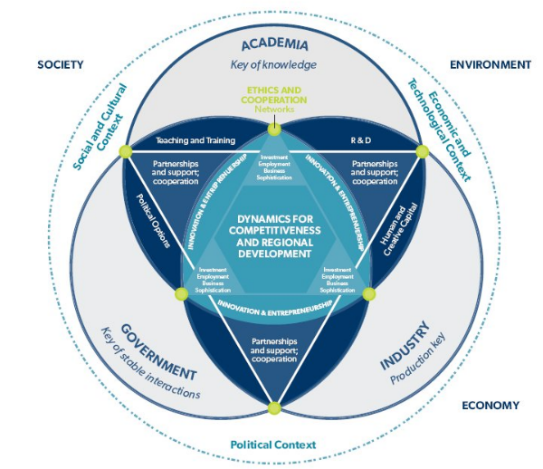 ACADEMIA
Key of knowledge
SOCIETY
ENVIRONMENT
ETHICS AND
COOPERATION
Networks
Social and Cultural
Context
Economic and
Technological Context
Teaching and Training
R & D
Partnerships
and support;
cooperation
Investment
Employment
Business
Sophistication
Partnerships
and support;
cooperation
INNOVATION & ENTREPRENEURSHIP
INNOVATION & ENTREPRENEURSHIP
Political Options
DYNAMICS FOR
COMPETITIVENESS
AND REGIONAL
DEVELOPMENT
Human and
Creative Capital
Investment
Employment
Business
Sophistication
Investment
Employment
Business
Sophistication
INNOVATION & ENTREPRENEURSHIP
GOVERNMENT
Key of stable interactions
Partnerships
and support;
cooperation
INDUSTRY
Production key
ECONOMY
Political Context